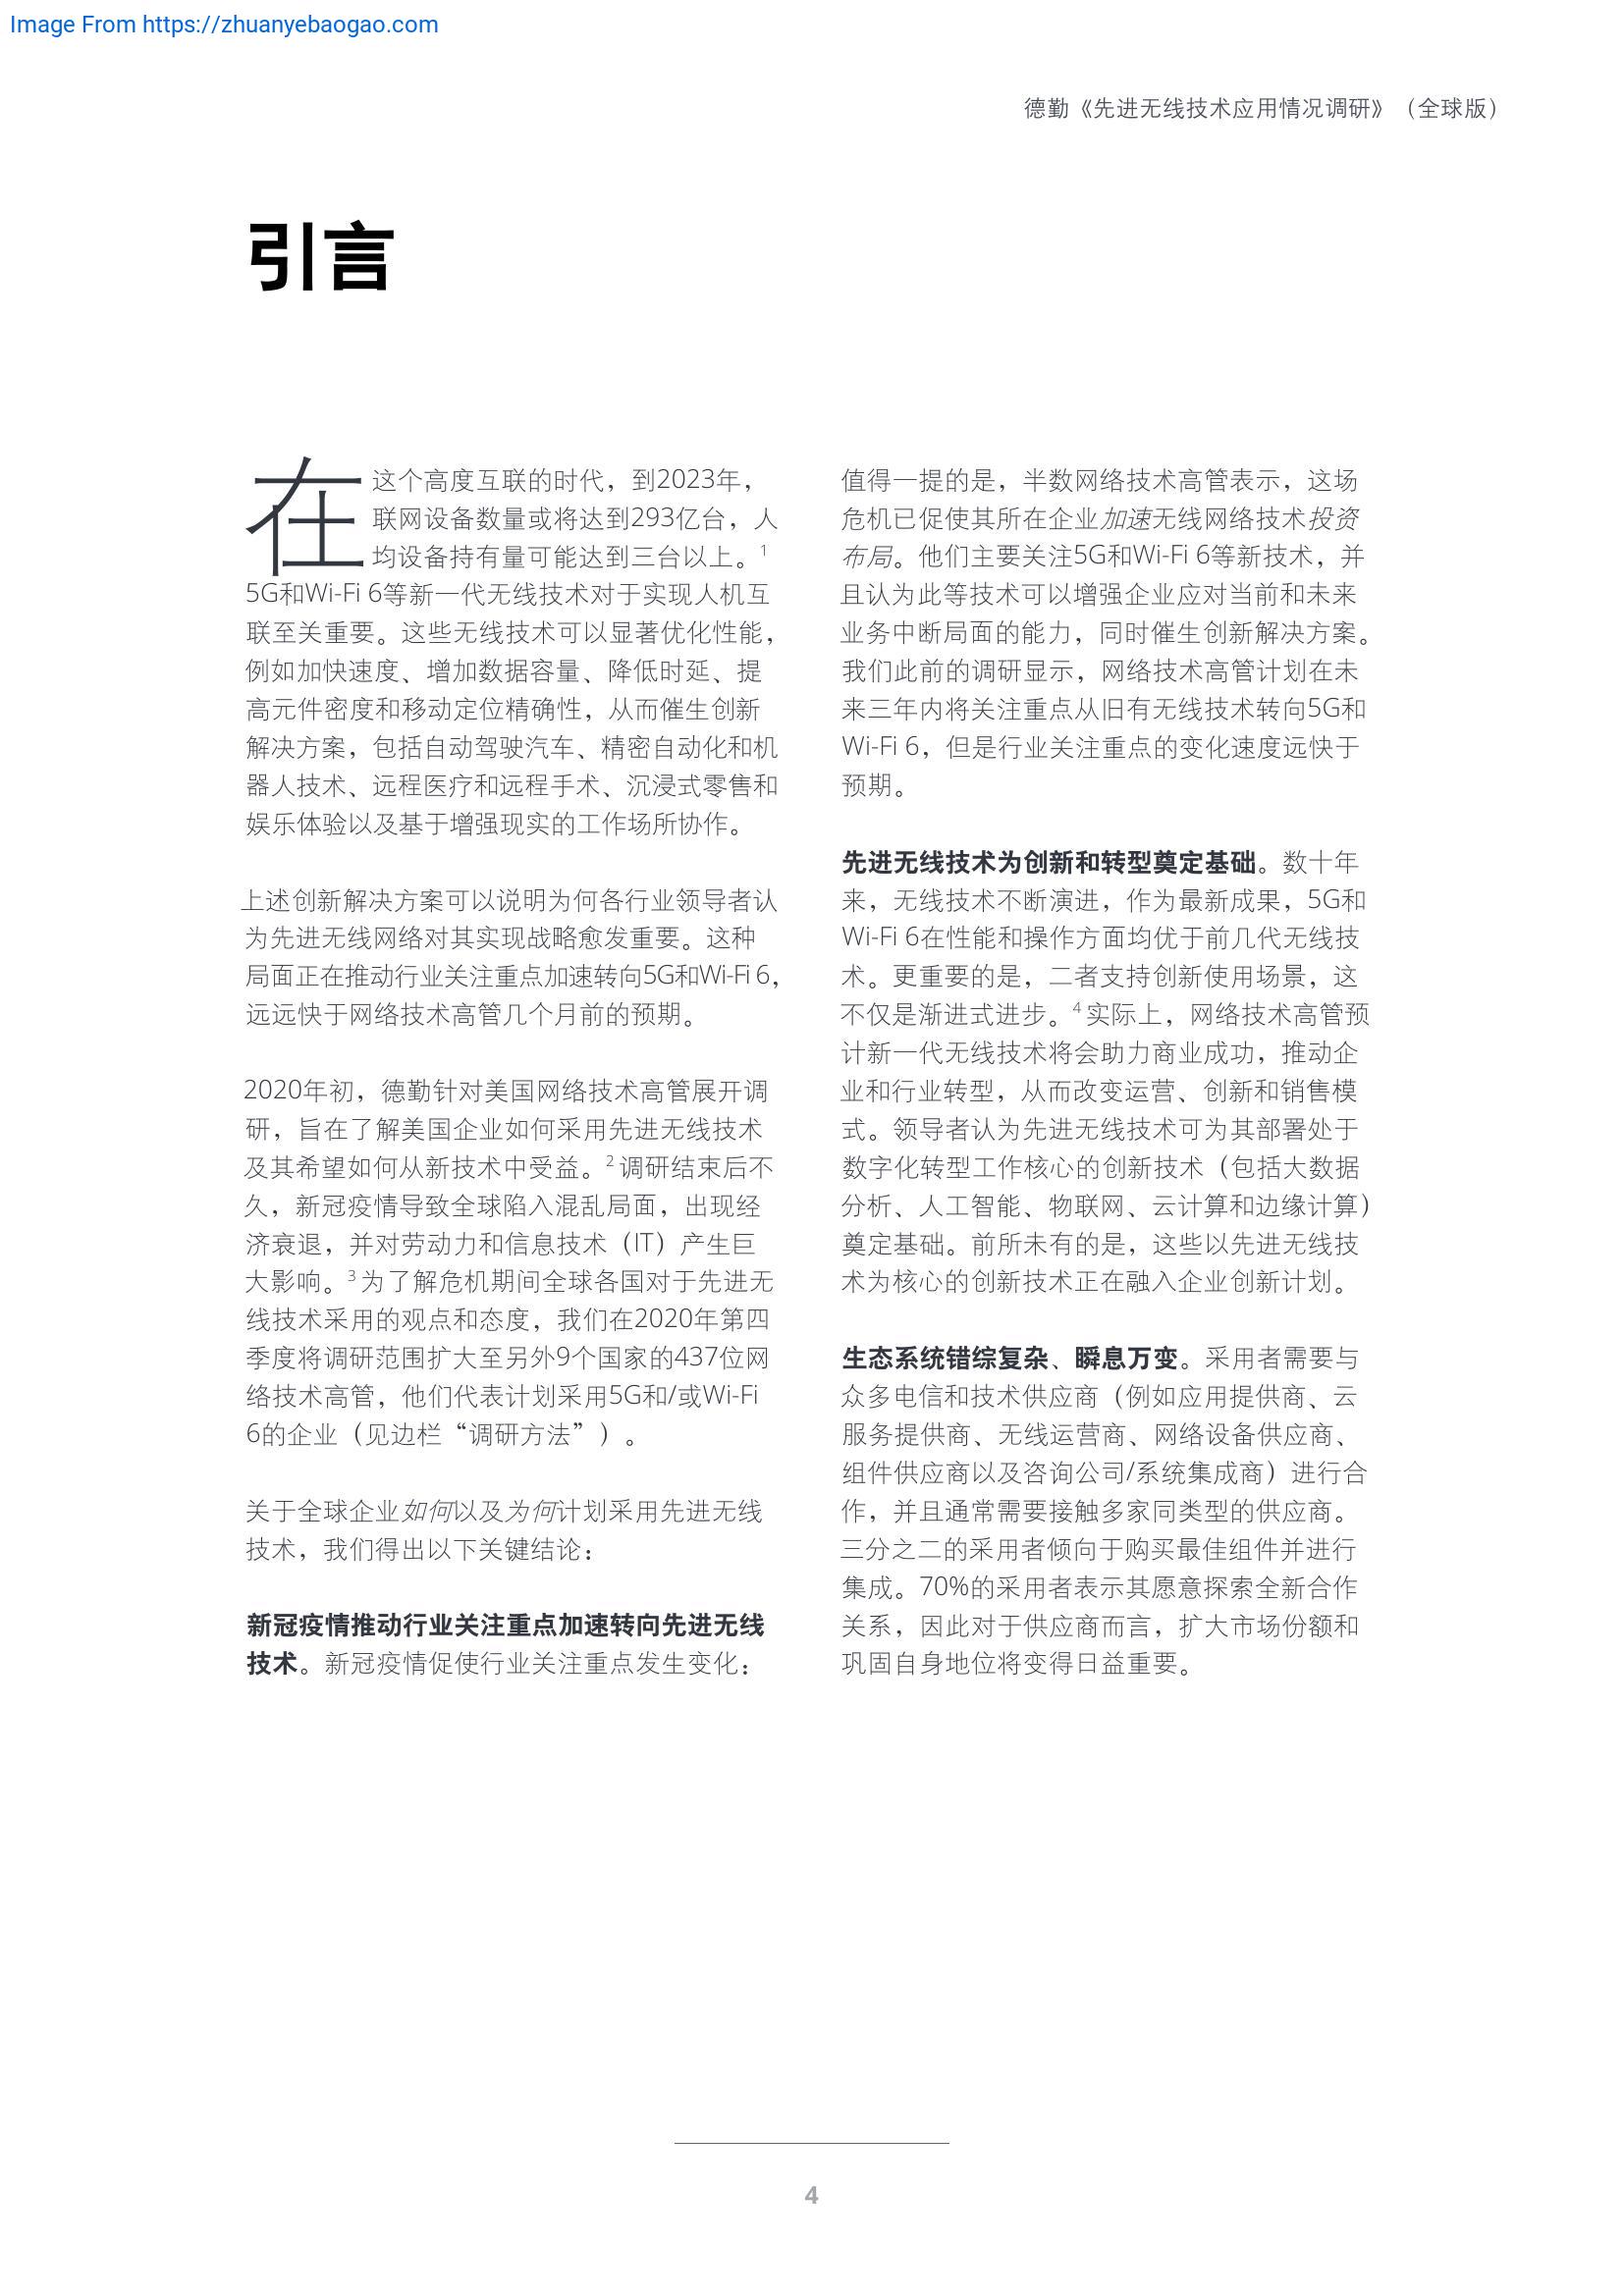 Image From https://zhuanyebaogao.com
德勤《先进无线技术应用情况调研》（全球版）
引言
在这个高度互联的时代，到2023年，
联网设备数量或将达到293亿台，人
均设备持有量可能达到三台以上。1
5G和Wi-Fi 6等新一代无线技术对于实现人机互
联至关重要。这些无线技术可以显著优化性能，
例如加快速度、增加数据容量、降低时延、提
高元件密度和移动定位精确性，从而催生创新
解决方案，包括自动驾驶汽车、精密自动化和机
器人技术、远程医疗和远程手术、沉浸式零售和
娱乐体验以及基于增强现实的工作场所协作。
上述创新解决方案可以说明为何各行业领导者认
为先进无线网络对其实现战略愈发重要。这种
局面正在推动行业关注重点加速转向5G和Wi-Fi 6，
远远快于网络技术高管几个月前的预期。
2020年初，德勤针对美国网络技术高管展开调
研，旨在了解美国企业如何采用先进无线技术
及其希望如何从新技术中受益。2 调研结束后不
久，新冠疫情导致全球陷入混乱局面，出现经
济衰退，并对劳动力和信息技术（IT）产生巨
大影响。3 为了解危机期间全球各国对于先进无
线技术采用的观点和态度，我们在2020年第四
季度将调研范围扩大至另外9个国家的437位网
络技术高管，他们代表计划采用5G和/或Wi-Fi
6的企业（见边栏“调研方法”）。
关于全球企业如何以及为何计划采用先进无线
技术，我们得出以下关键结论：
新冠疫情推动行业关注重点加速转向先进无线
技术。新冠疫情促使行业关注重点发生变化：
值得一提的是，半数网络技术高管表示，这场
危机已促使其所在企业加速无线网络技术投资
布局。他们主要关注5G和Wi-Fi 6等新技术，并
且认为此等技术可以增强企业应对当前和未来
业务中断局面的能力，同时催生创新解决方案。
我们此前的调研显示，网络技术高管计划在未
来三年内将关注重点从旧有无线技术转向5G和
Wi-Fi 6，但是行业关注重点的变化速度远快于
预期。
先进无线技术为创新和转型奠定基础。数十年
来，无线技术不断演进，作为最新成果，5G和
Wi-Fi 6在性能和操作方面均优于前几代无线技
术。更重要的是，二者支持创新使用场景，这
不仅是渐进式进步。4 实际上，网络技术高管预
计新一代无线技术将会助力商业成功，推动企
业和行业转型，从而改变运营、创新和销售模
式。领导者认为先进无线技术可为其部署处于
数字化转型工作核心的创新技术（包括大数据
分析、人工智能、物联网、云计算和边缘计算）
奠定基础。前所未有的是，这些以先进无线技
术为核心的创新技术正在融入企业创新计划。
生态系统错综复杂、瞬息万变。采用者需要与
众多电信和技术供应商（例如应用提供商、云
服务提供商、无线运营商、网络设备供应商、
组件供应商以及咨询公司/系统集成商）进行合
作，并且通常需要接触多家同类型的供应商。
三分之二的采用者倾向于购买最佳组件并进行
集成。70%的采用者表示其愿意探索全新合作
关系，因此对于供应商而言，扩大市场份额和
巩固自身地位将变得日益重要。
4